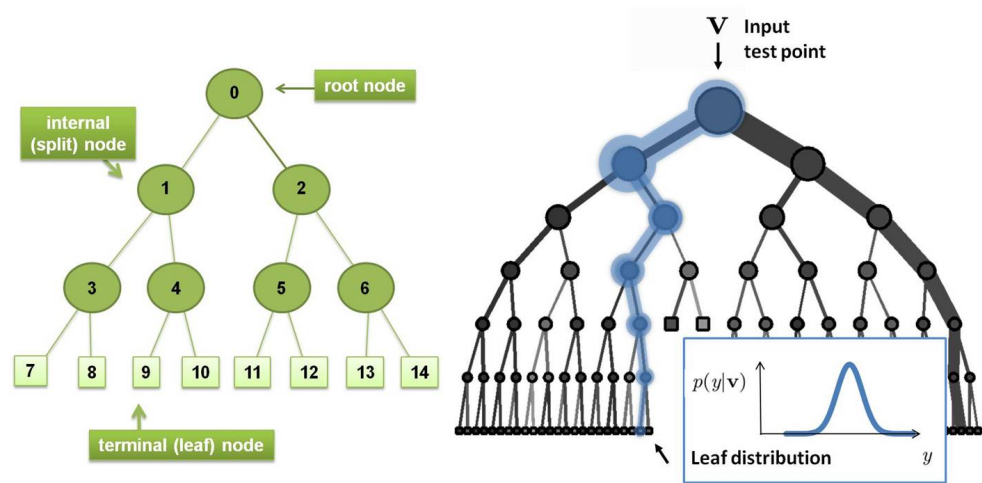 0
root node
internal
(split) node
1
2
3
4
5
6
7
8
9
10
11
12
13
14
terminal (leaf) node
V Input
test point
p(y|v)
y
Leaf distribution